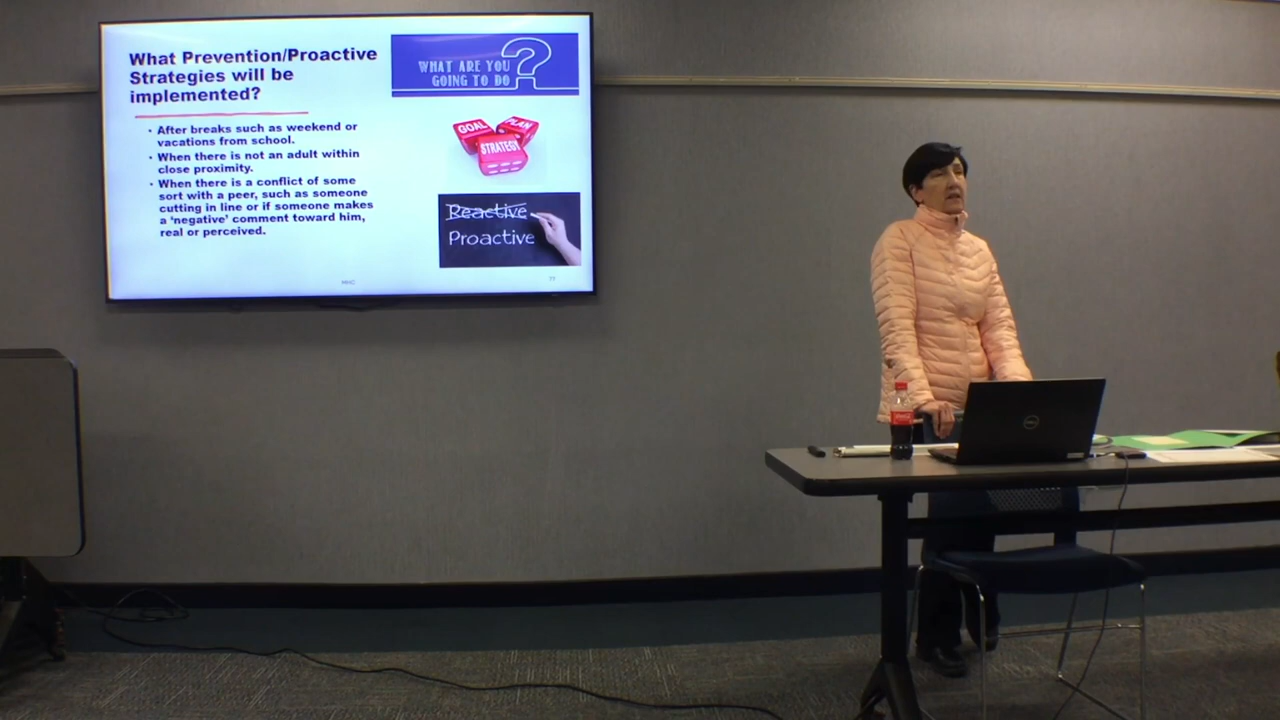 What Prevention/Proactive
Strategies will be
implemented?
• After breaks such as weekend or
vacations from school.
• When there is not an adult within
close proximity.
• When there is a conflict of some
sort with a peer, such as someone
cutting in line or if someone makes
a ‘negative’ comment toward him,
real or perceived.
WHAT ARE YOU
GOING TO DO
?
GOAL
PLAN
STRATEGY
Reactive
Proactive
DELL